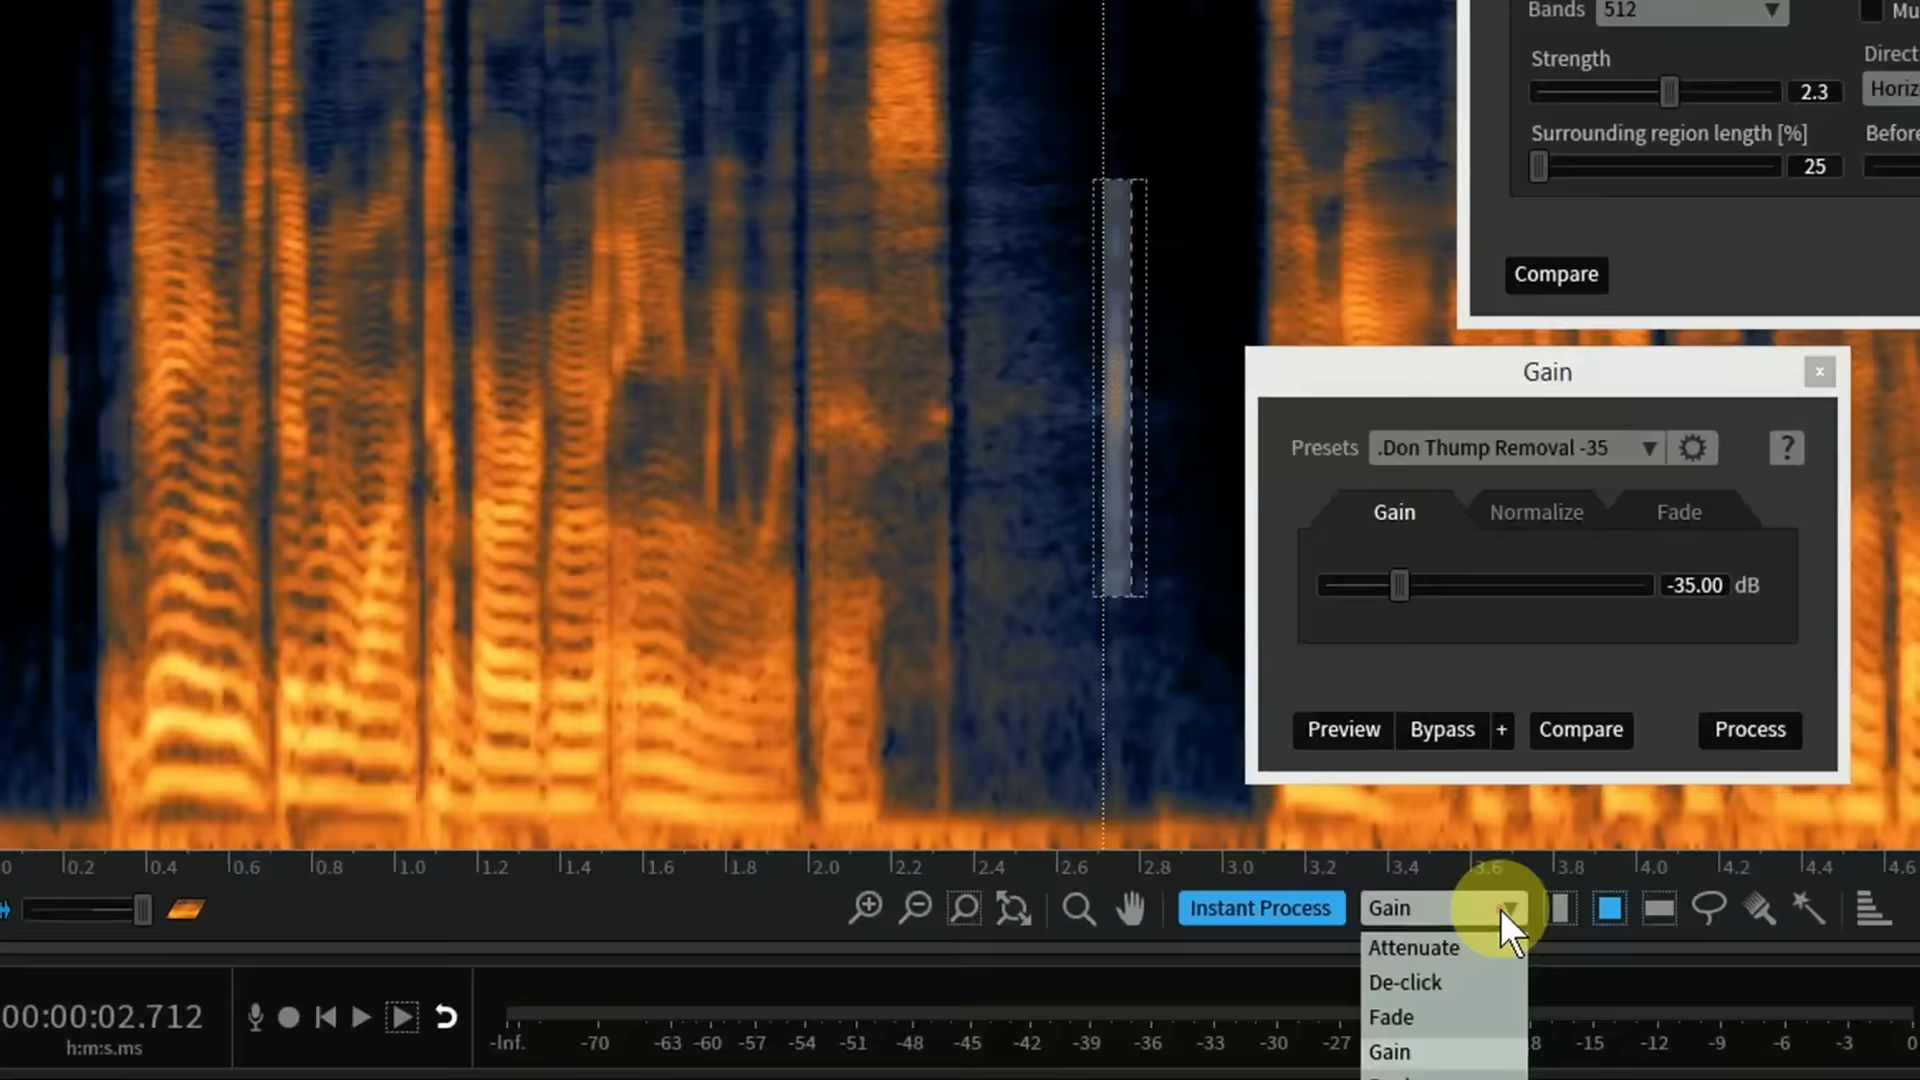 Bands 512 Mu
Strength Direct
2.3 Horiz
Surrounding region length [%] Before
25
Compare
Gain
Presets .Don Thump Removal -35 ?
Gain Normalize Fade
-35.00 dB
Preview Bypass + Compare Process
0 0.2 0.4 0.6 0.8 1.0 1.2 1.4 1.6 1.8 2.0 2.2 2.4 2.6 2.8 3.0 3.2 3.4 3.6 3.8 4.0 4.2 4.4 4.6
Instant Process Gain
Attenuate
De-click
Fade
Gain
00:00:02.712
h:m:s.ms
-Inf. -70 -63 -60 -57 -54 -51 -48 -45 -42 -39 -36 -33 -30 -27 8 -15 -12 -9 -6 -3 0